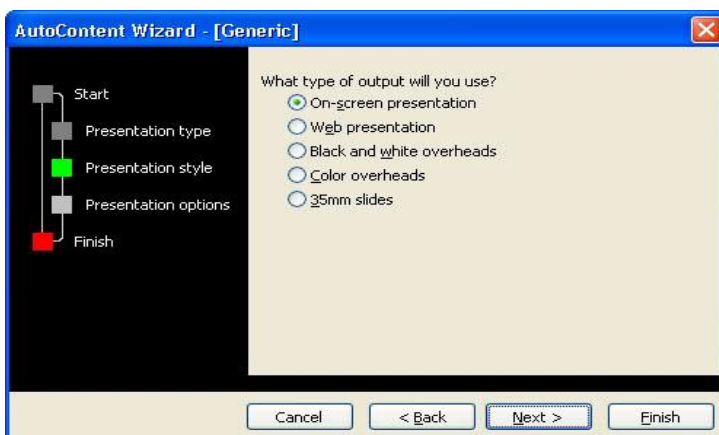 AutoContent Wizard - [Generic]
Start
Presentation type
Presentation style
Presentation options
Finish
What type of output will you use?
On-screen presentation
Web presentation
Black and white overheads
Color overheads
35mm slides
Cancel
< Back
Next >
Finish